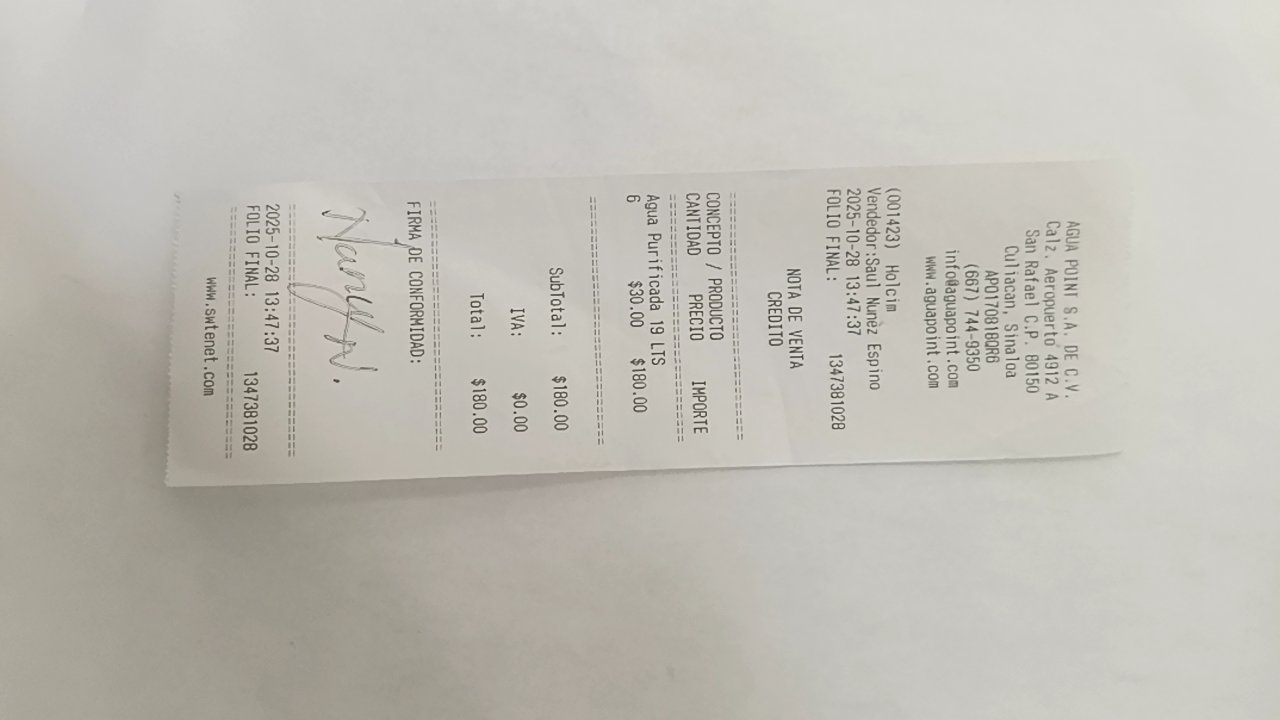 AGUA POINT S.A. DE C.V.
Calz. Aeropuerto 4912 A
San Rafael C.P. 80150
Culiacan, Sinaloa
APO170818QR8
(667) 744-9350
info@aguapoint.com
www.aguapoint.com
(001423) Holcim
Vendedor:Saul Nunez Espino
2025-10-28 13:47:37
FOLIO FINAL: 1347381028
NOTA DE VENTA
CREDITO
CONCEPTO / PRODUCTO
CANTIDAD PRECIO IMPORTE
Agua Purificada 19 LTS
6 $30.00 $180.00
SubTotal: $180.00
IVA: $0.00
Total: $180.00
FIRMA DE CONFORMIDAD:
2025-10-28 13:47:37
FOLIO FINAL: 1347381028
www.swtenet.com